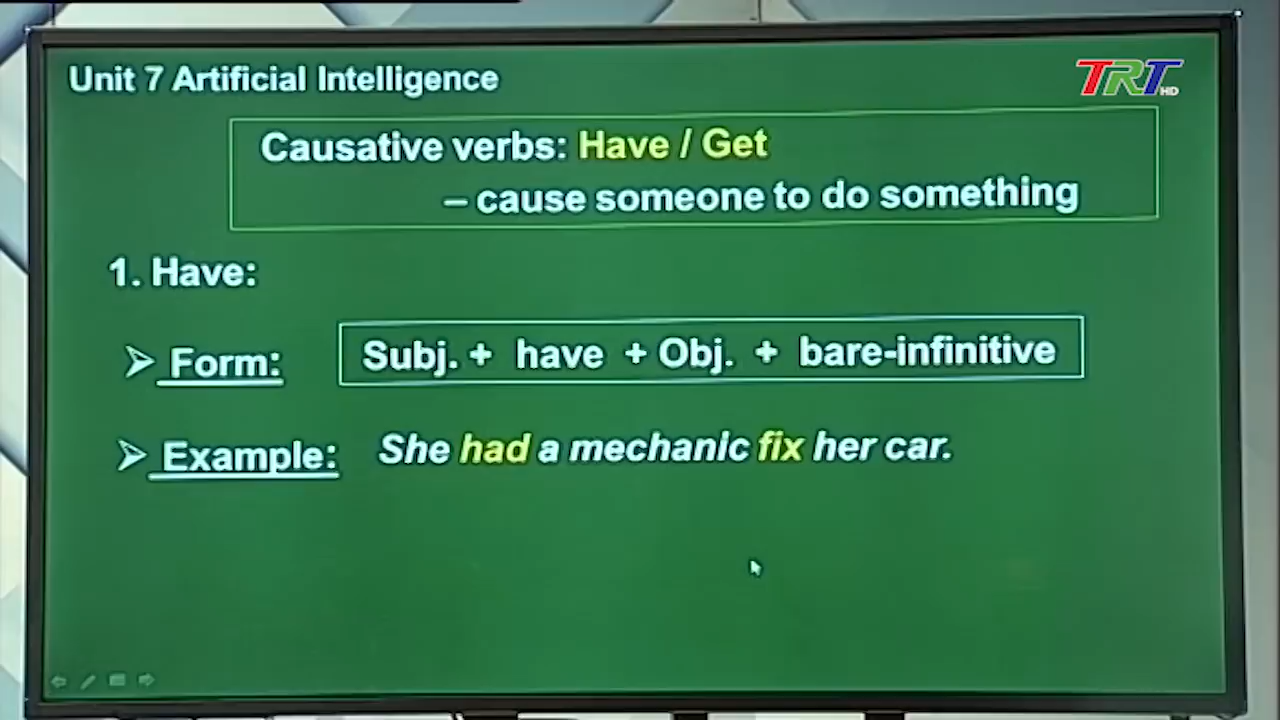 Unit 7 Artificial Intelligence
TRT HD
Causative verbs: Have / Get
– cause someone to do something
1. Have:
Form: Subj. + have + Obj. + bare-infinitive
Example: She had a mechanic fix her car.